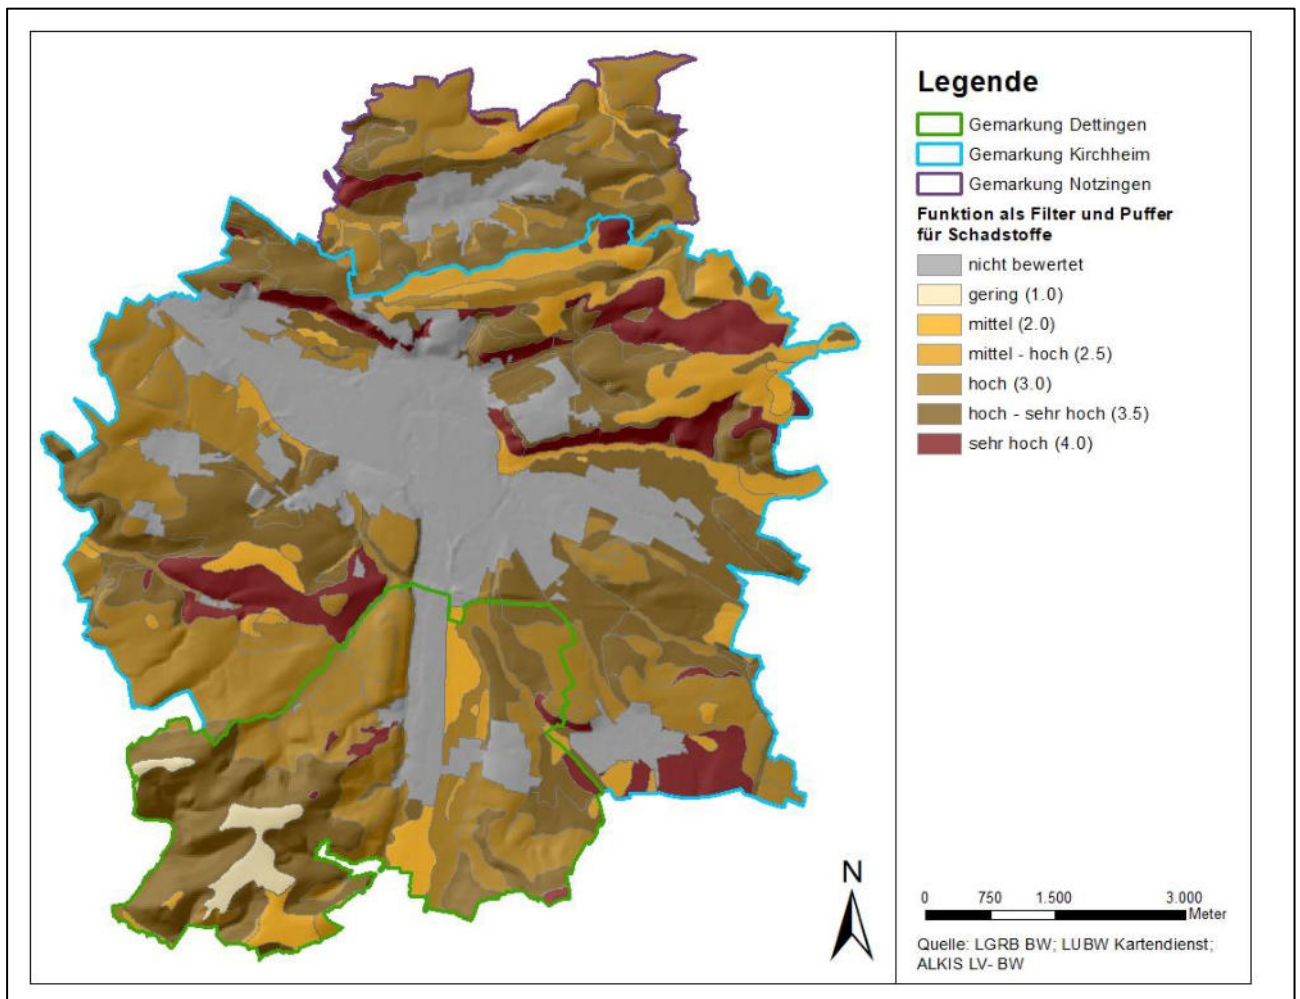 Legende
Gemarkung Dettingen
Gemarkung Kirchheim
Gemarkung Notzingen
Funktion als Filter und Puffer
für Schadstoffe
nicht bewertet
gering (1.0)
mittel (2.0)
mittel - hoch (2.5)
hoch (3.0)
hoch - sehr hoch (3.5)
sehr hoch (4.0)
N
0 750 1.500 3.000
Meter
Quelle: LGRB BW; LUBW Kartendienst;
ALKIS LV- BW